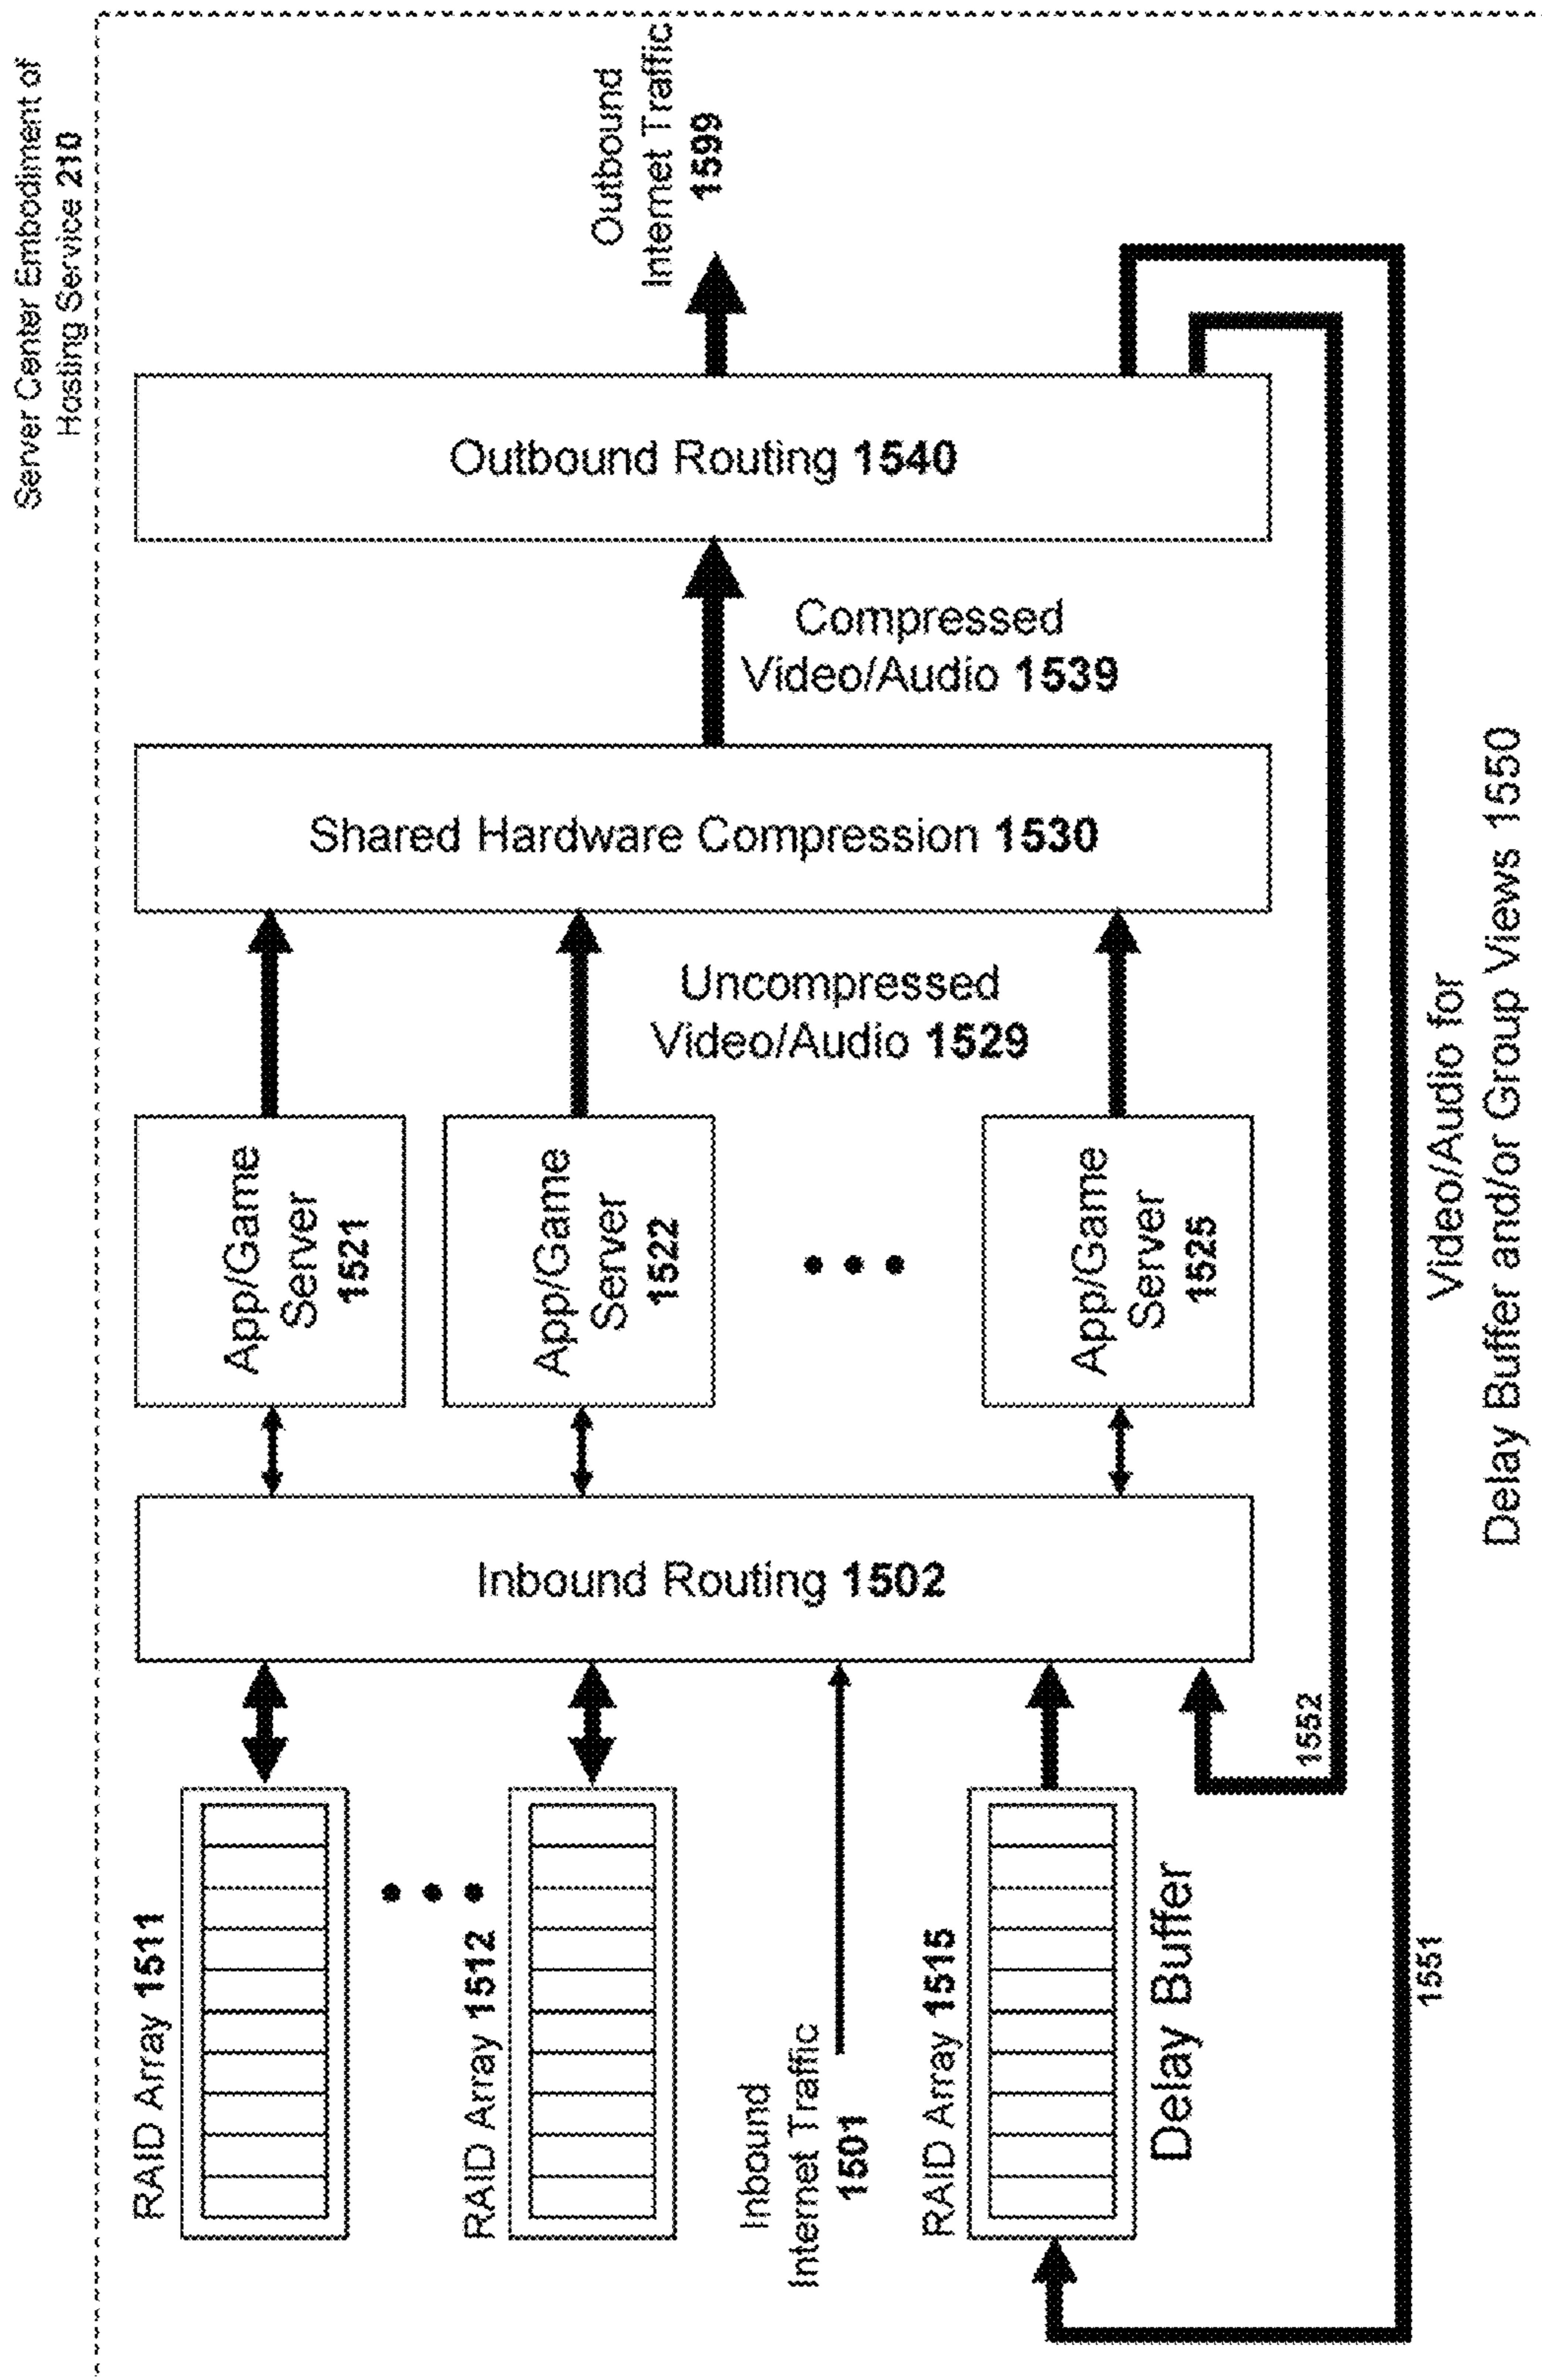 Server Center Embodiment of
Hosting Service 210
RAID Array 1511
RAID Array 1512
Inbound
Internet Traffic
1501
RAID Array 1515
Delay Buffer
Inbound Routing 1502
App/Game
Server
1521
App/Game
Server
1522
App/Game
Server
1525
Uncompressed
Video/Audio 1529
Shared Hardware Compression 1530
Compressed
Video/Audio 1539
Outbound Routing 1540
Outbound
Internet Traffic
1599
1552
1551
Video/Audio for
Delay Buffer and/or Group Views 1550